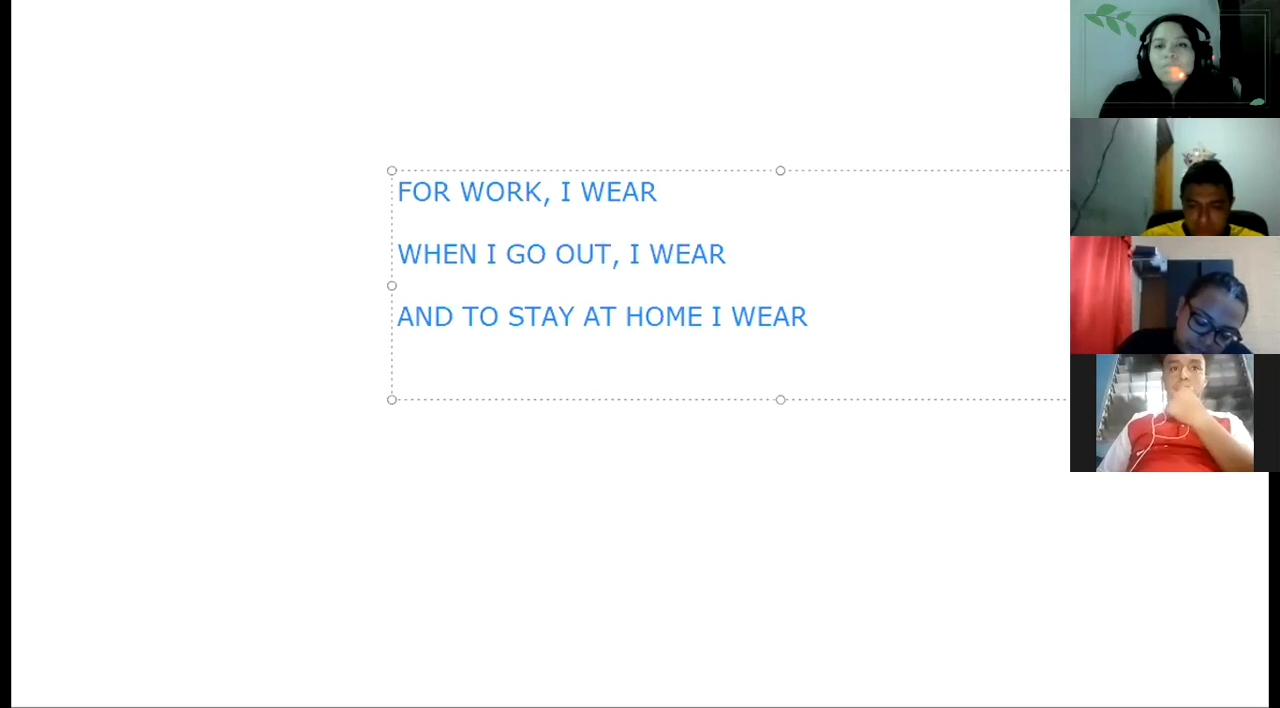 FOR WORK, I WEAR
WHEN I GO OUT, I WEAR
AND TO STAY AT HOME I WEAR